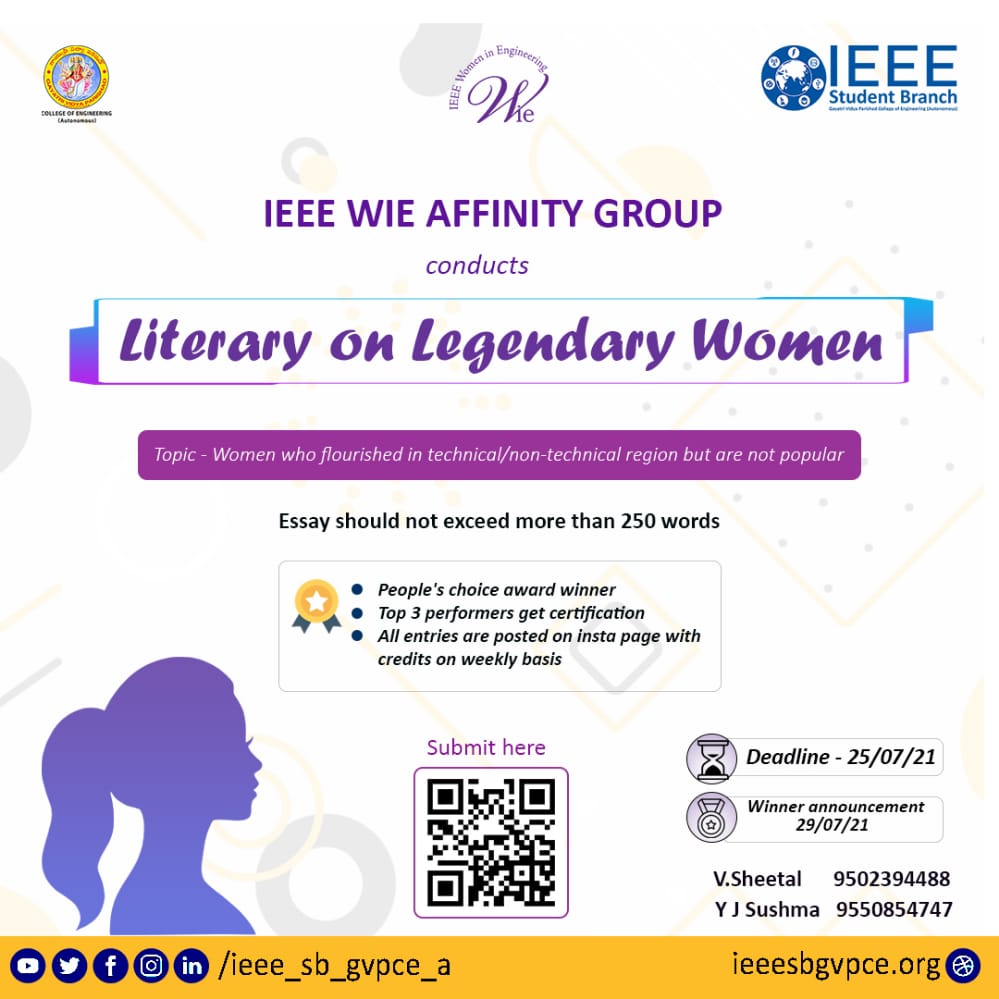 COLLEGE OF ENGINEERING
(Autonomous)
IEEE Women in Engineering
Wie
IEEE
Student Branch
IEEE WIE AFFINITY GROUP
conducts
Literary on Legendary Women
Topic - Women who flourished in technical/non-technical region but are not popular
Essay should not exceed more than 250 words
People's choice award winner
Top 3 performers get certification
All entries are posted on insta page with
credits on weekly basis
Submit here
Deadline - 25/07/21
Winner announcement
29/07/21
V.Sheetal 9502394488
Y J Sushma 9550854747
/ieee_sb_gvpce_a
ieeesbgvpce.org